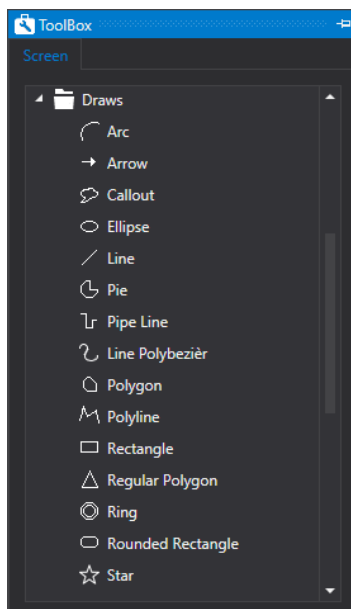 ToolBox
Screen
Draws
Arc
Arrow
Callout
Ellipse
Line
Pie
Pipe Line
Line Polybezièr
Polygon
Polyline
Rectangle
Regular Polygon
Ring
Rounded Rectangle
Star